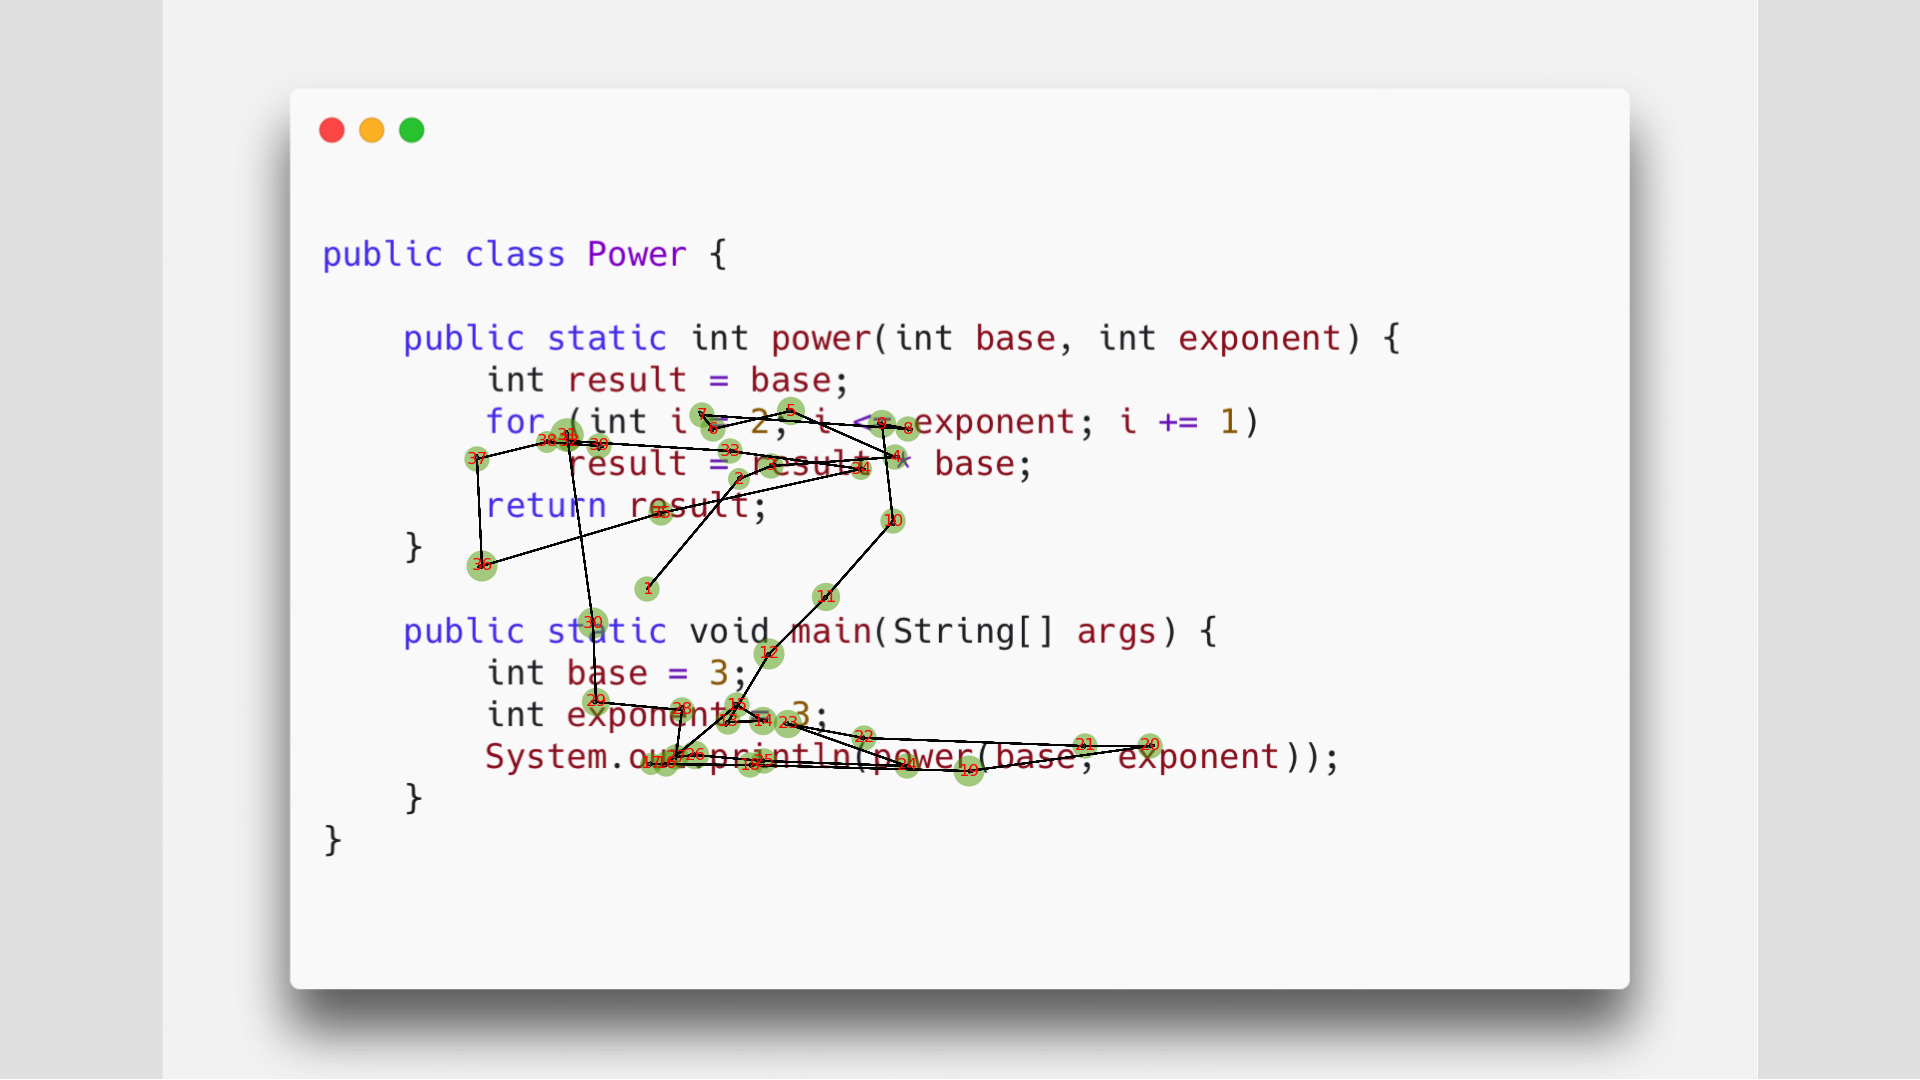 public class Power {
public static int power(int base, int exponent) {
int result = base;
for (int i = 2; i <= exponent; i += 1)
result = result * base;
return result;
}
public static void main(String[] args) {
int base = 3;
int exponent = 3;
System.out.println(power(base, exponent));
}
}